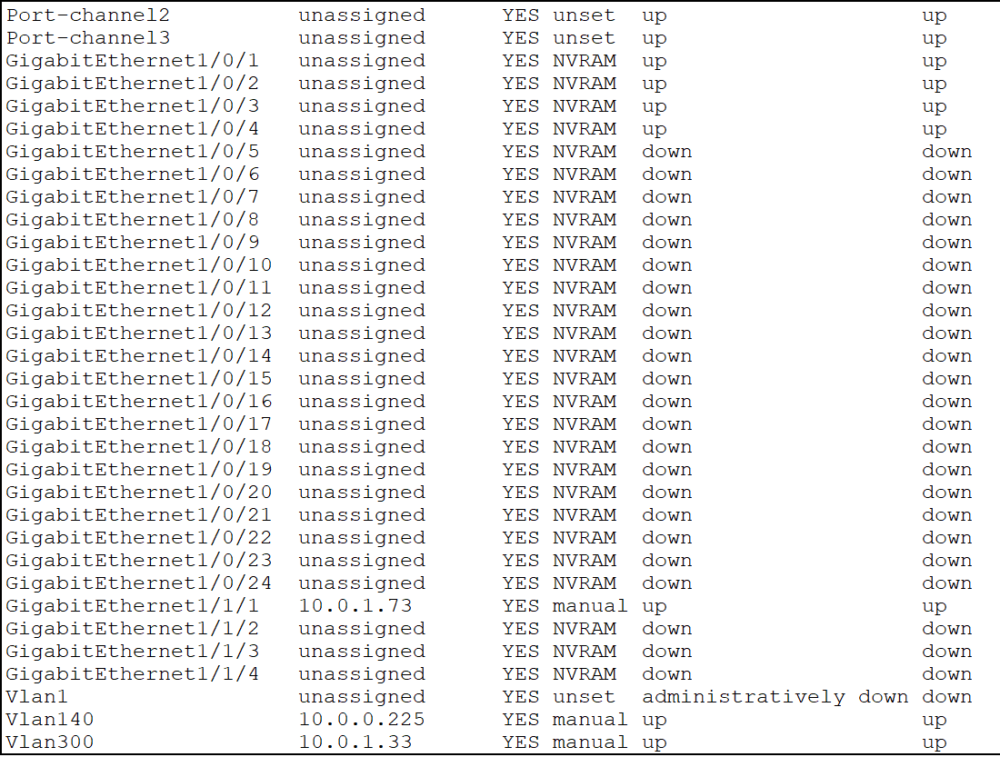 Port-channel2          unassigned      YES unset  up                    up
Port-channel3          unassigned      YES unset  up                    up
GigabitEthernet1/0/1   unassigned      YES NVRAM  up                    up
GigabitEthernet1/0/2   unassigned      YES NVRAM  up                    up
GigabitEthernet1/0/3   unassigned      YES NVRAM  up                    up
GigabitEthernet1/0/4   unassigned      YES NVRAM  up                    up
GigabitEthernet1/0/5   unassigned      YES NVRAM  down                  down
GigabitEthernet1/0/6   unassigned      YES NVRAM  down                  down
GigabitEthernet1/0/7   unassigned      YES NVRAM  down                  down
GigabitEthernet1/0/8   unassigned      YES NVRAM  down                  down
GigabitEthernet1/0/9   unassigned      YES NVRAM  down                  down
GigabitEthernet1/0/10  unassigned      YES NVRAM  down                  down
GigabitEthernet1/0/11  unassigned      YES NVRAM  down                  down
GigabitEthernet1/0/12  unassigned      YES NVRAM  down                  down
GigabitEthernet1/0/13  unassigned      YES NVRAM  down                  down
GigabitEthernet1/0/14  unassigned      YES NVRAM  down                  down
GigabitEthernet1/0/15  unassigned      YES NVRAM  down                  down
GigabitEthernet1/0/16  unassigned      YES NVRAM  down                  down
GigabitEthernet1/0/17  unassigned      YES NVRAM  down                  down
GigabitEthernet1/0/18  unassigned      YES NVRAM  down                  down
GigabitEthernet1/0/19  unassigned      YES NVRAM  down                  down
GigabitEthernet1/0/20  unassigned      YES NVRAM  down                  down
GigabitEthernet1/0/21  unassigned      YES NVRAM  down                  down
GigabitEthernet1/0/22  unassigned      YES NVRAM  down                  down
GigabitEthernet1/0/23  unassigned      YES NVRAM  down                  down
GigabitEthernet1/0/24  unassigned      YES NVRAM  down                  down
GigabitEthernet1/1/1   10.0.1.73       YES manual up                    up
GigabitEthernet1/1/2   unassigned      YES NVRAM  down                  down
GigabitEthernet1/1/3   unassigned      YES NVRAM  down                  down
GigabitEthernet1/1/4   unassigned      YES NVRAM  down                  down
Vlan1                  unassigned      YES unset  administratively down down
Vlan140                10.0.0.225      YES manual up                    up
Vlan300                10.0.1.33       YES manual up                    up